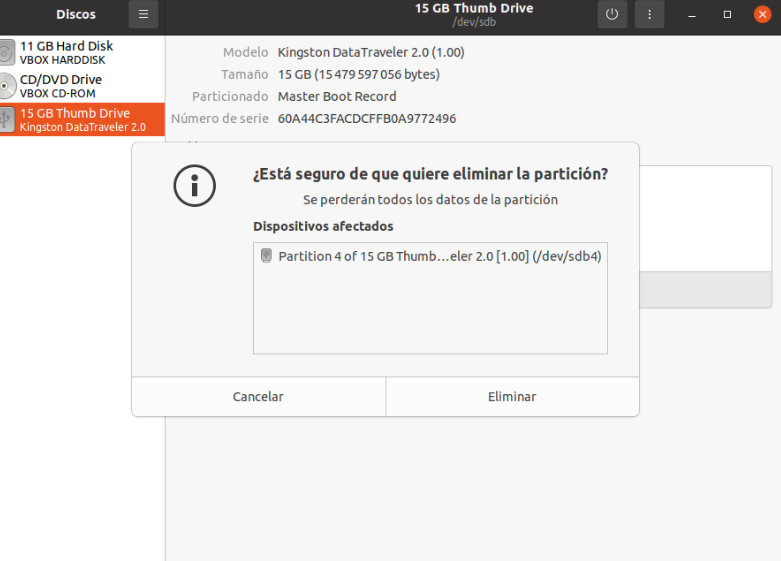 Discos
15 GB Thumb Drive
/dev/sdb
11 GB Hard Disk
VBOX HARDDISK
CD/DVD Drive
VBOX CD-ROM
15 GB Thumb Drive
Kingston DataTraveler 2.0
Modelo Kingston DataTraveler 2.0 (1.00)
Tamaño 15 GB (15 479 597 056 bytes)
Particionado Master Boot Record
Número de serie 60A44C3FACDCFFB0A9772496
¿Está seguro de que quiere eliminar la partición?
Se perderán todos los datos de la partición
Dispositivos afectados
Partition 4 of 15 GB Thumb…eler 2.0 [1.00] (/dev/sdb4)
Cancelar
Eliminar